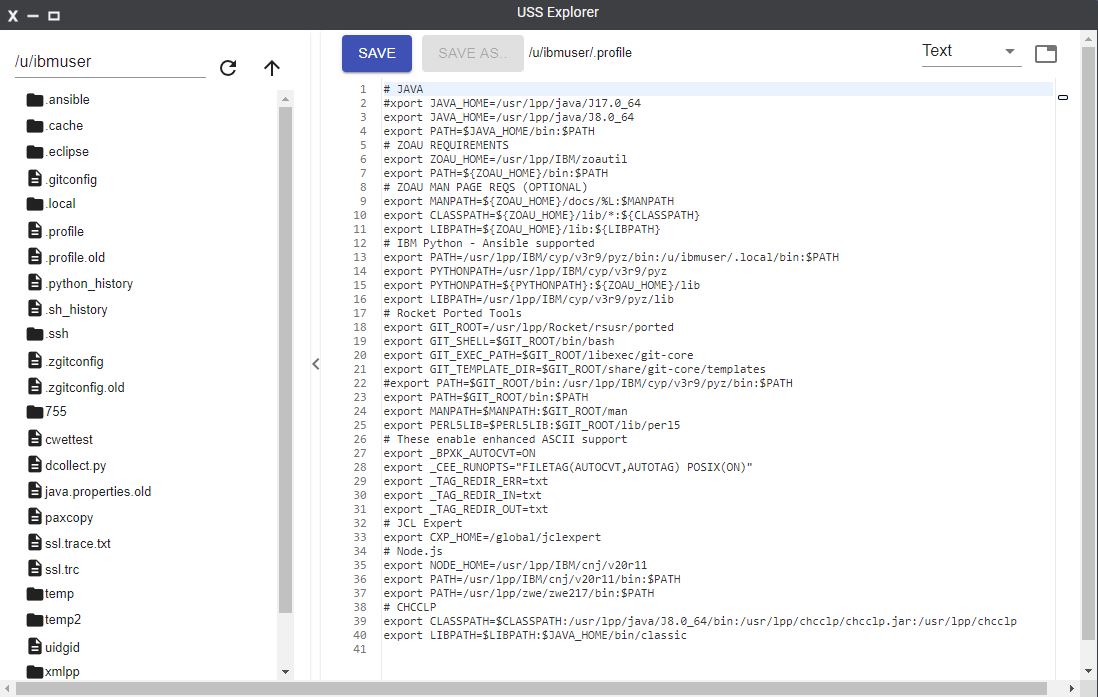 USS Explorer
/u/ibmuser
.ansible
.cache
.eclipse
.gitconfig
.local
.profile
.profile.old
.python_history
.sh_history
.ssh
.zgitconfig
.zgitconfig.old
755
cwettest
dcollect.py
java.properties.old
paxcopy
ssl.trace.txt
ssl.trc
temp
temp2
uidgid
xmlpp
SAVE SAVE AS.. /u/ibmuser/.profile Text
1 # JAVA
2 #xport JAVA_HOME=/usr/lpp/java/J17.0_64
3 export JAVA_HOME=/usr/lpp/java/J8.0_64
4 export PATH=$JAVA_HOME/bin:$PATH
5 # ZOAU REQUIREMENTS
6 export ZOAU_HOME=/usr/lpp/IBM/zoautil
7 export PATH=${ZOAU_HOME}/bin:$PATH
8 # ZOAU MAN PAGE REQS (OPTIONAL)
9 export MANPATH=${ZOAU_HOME}/docs/%L:$MANPATH
10 export CLASSPATH=${ZOAU_HOME}/lib/*:${CLASSPATH}
11 export LIBPATH=${ZOAU_HOME}/lib:${LIBPATH}
12 # IBM Python - Ansible supported
13 export PATH=/usr/lpp/IBM/cyp/v3r9/pyz/bin:/u/ibmuser/.local/bin:$PATH
14 export PYTHONPATH=/usr/lpp/IBM/cyp/v3r9/pyz
15 export PYTHONPATH=${PYTHONPATH}:${ZOAU_HOME}/lib
16 export LIBPATH=/usr/lpp/IBM/cyp/v3r9/pyz/lib
17 # Rocket Ported Tools
18 export GIT_ROOT=/usr/lpp/Rocket/rsusr/ported
19 export GIT_SHELL=$GIT_ROOT/bin/bash
20 export GIT_EXEC_PATH=$GIT_ROOT/libexec/git-core
21 export GIT_TEMPLATE_DIR=$GIT_ROOT/share/git-core/templates
22 #export PATH=$GIT_ROOT/bin:/usr/lpp/IBM/cyp/v3r9/pyz/bin:$PATH
23 export PATH=$GIT_ROOT/bin:$PATH
24 export MANPATH=$MANPATH:$GIT_ROOT/man
25 export PERL5LIB=$PERL5LIB:$GIT_ROOT/lib/perl5
26 # These enable enhanced ASCII support
27 export _BPXK_AUTOCVT=ON
28 export _CEE_RUNOPTS="FILETAG(AUTOCVT,AUTOTAG) POSIX(ON)"
29 export _TAG_REDIR_ERR=txt
30 export _TAG_REDIR_IN=txt
31 export _TAG_REDIR_OUT=txt
32 # JCL Expert
33 export CXP_HOME=/global/jclexpert
34 # Node.js
35 export NODE_HOME=/usr/lpp/IBM/cnj/v20r11
36 export PATH=/usr/lpp/IBM/cnj/v20r11/bin:$PATH
37 export PATH=/usr/lpp/zwe/zwe217/bin:$PATH
38 # CHCCLP
39 export CLASSPATH=$CLASSPATH:/usr/lpp/java/J8.0_64/bin:/usr/lpp/chcclp/chcclp.jar:/usr/lpp/chcclp
40 export LIBPATH=$LIBPATH:$JAVA_HOME/bin/classic
41